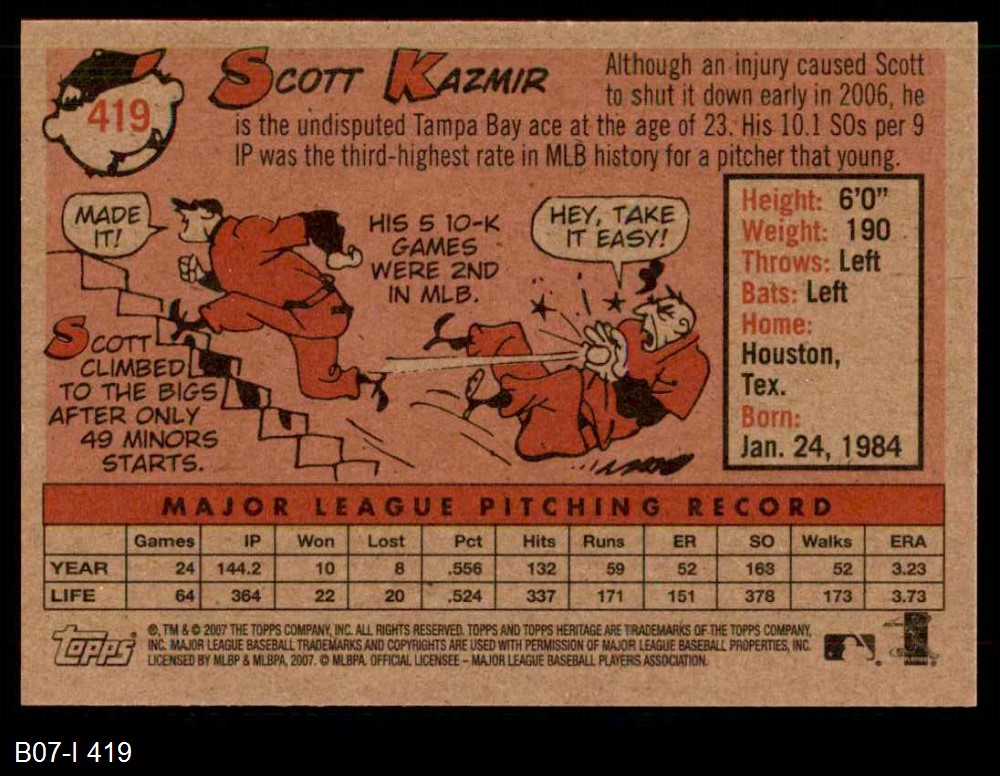 419
SCOTT KAZMIR
Although an injury caused Scott
to shut it down early in 2006, he
is the undisputed Tampa Bay ace at the age of 23. His 10.1 SOs per 9
IP was the third-highest rate in MLB history for a pitcher that young.
MADE
IT!
HIS 5 10-K
GAMES
WERE 2ND
IN MLB.
HEY, TAKE
IT EASY!
SCOTT
CLIMBED
TO THE BIGS
AFTER ONLY
49 MINORS
STARTS.
Height: 6'0"
Weight: 190
Throws: Left
Bats: Left
Home:
Houston,
Tex.
Born:
Jan. 24, 1984
MAJOR LEAGUE PITCHING RECORD
Games IP Won Lost Pct Hits Runs ER SO Walks ERA
YEAR 24 144.2 10 8 .556 132 59 52 163 52 3.23
LIFE 64 364 22 20 .524 337 171 151 378 173 3.73
Topps
®, TM & © 2007 THE TOPPS COMPANY, INC. ALL RIGHTS RESERVED. TOPPS AND TOPPS HERITAGE ARE TRADEMARKS OF THE TOPPS COMPANY,
INC. MAJOR LEAGUE BASEBALL TRADEMARKS AND COPYRIGHTS ARE USED WITH PERMISSION OF MAJOR LEAGUE BASEBALL PROPERTIES, INC.
LICENSED BY MLBP & MLBPA, 2007. © MLBPA. OFFICIAL LICENSEE – MAJOR LEAGUE BASEBALL PLAYERS ASSOCIATION.
B07-I 419